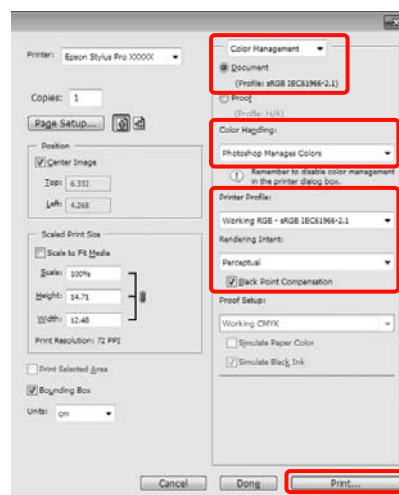 Printer: Epson Stylus Pro XXXXX
Copies: 1
Page Setup...
Position
Center Image
Top: 6.332
Left: 4.268
Scaled Print Size
Scale to Fit Media
Scale: 100%
Height: 14.71
Width: 12.48
Print Resolution: 72 PPI
Print Selected Area
Bounding Box
Units: cm
Color Management
Document
(Profile: sRGB IEC61966-2.1)
Proof
(Profile: N/A)
Color Handling:
Photoshop Manages Colors
Remember to disable color management
in the printer dialog box.
Printer Profile:
Working RGB - sRGB IEC61966-2.1
Rendering Intent:
Perceptual
Black Point Compensation
Proof Setup:
Working CMYK
Simulate Paper Color
Simulate Black Ink
Cancel
Done
Print...